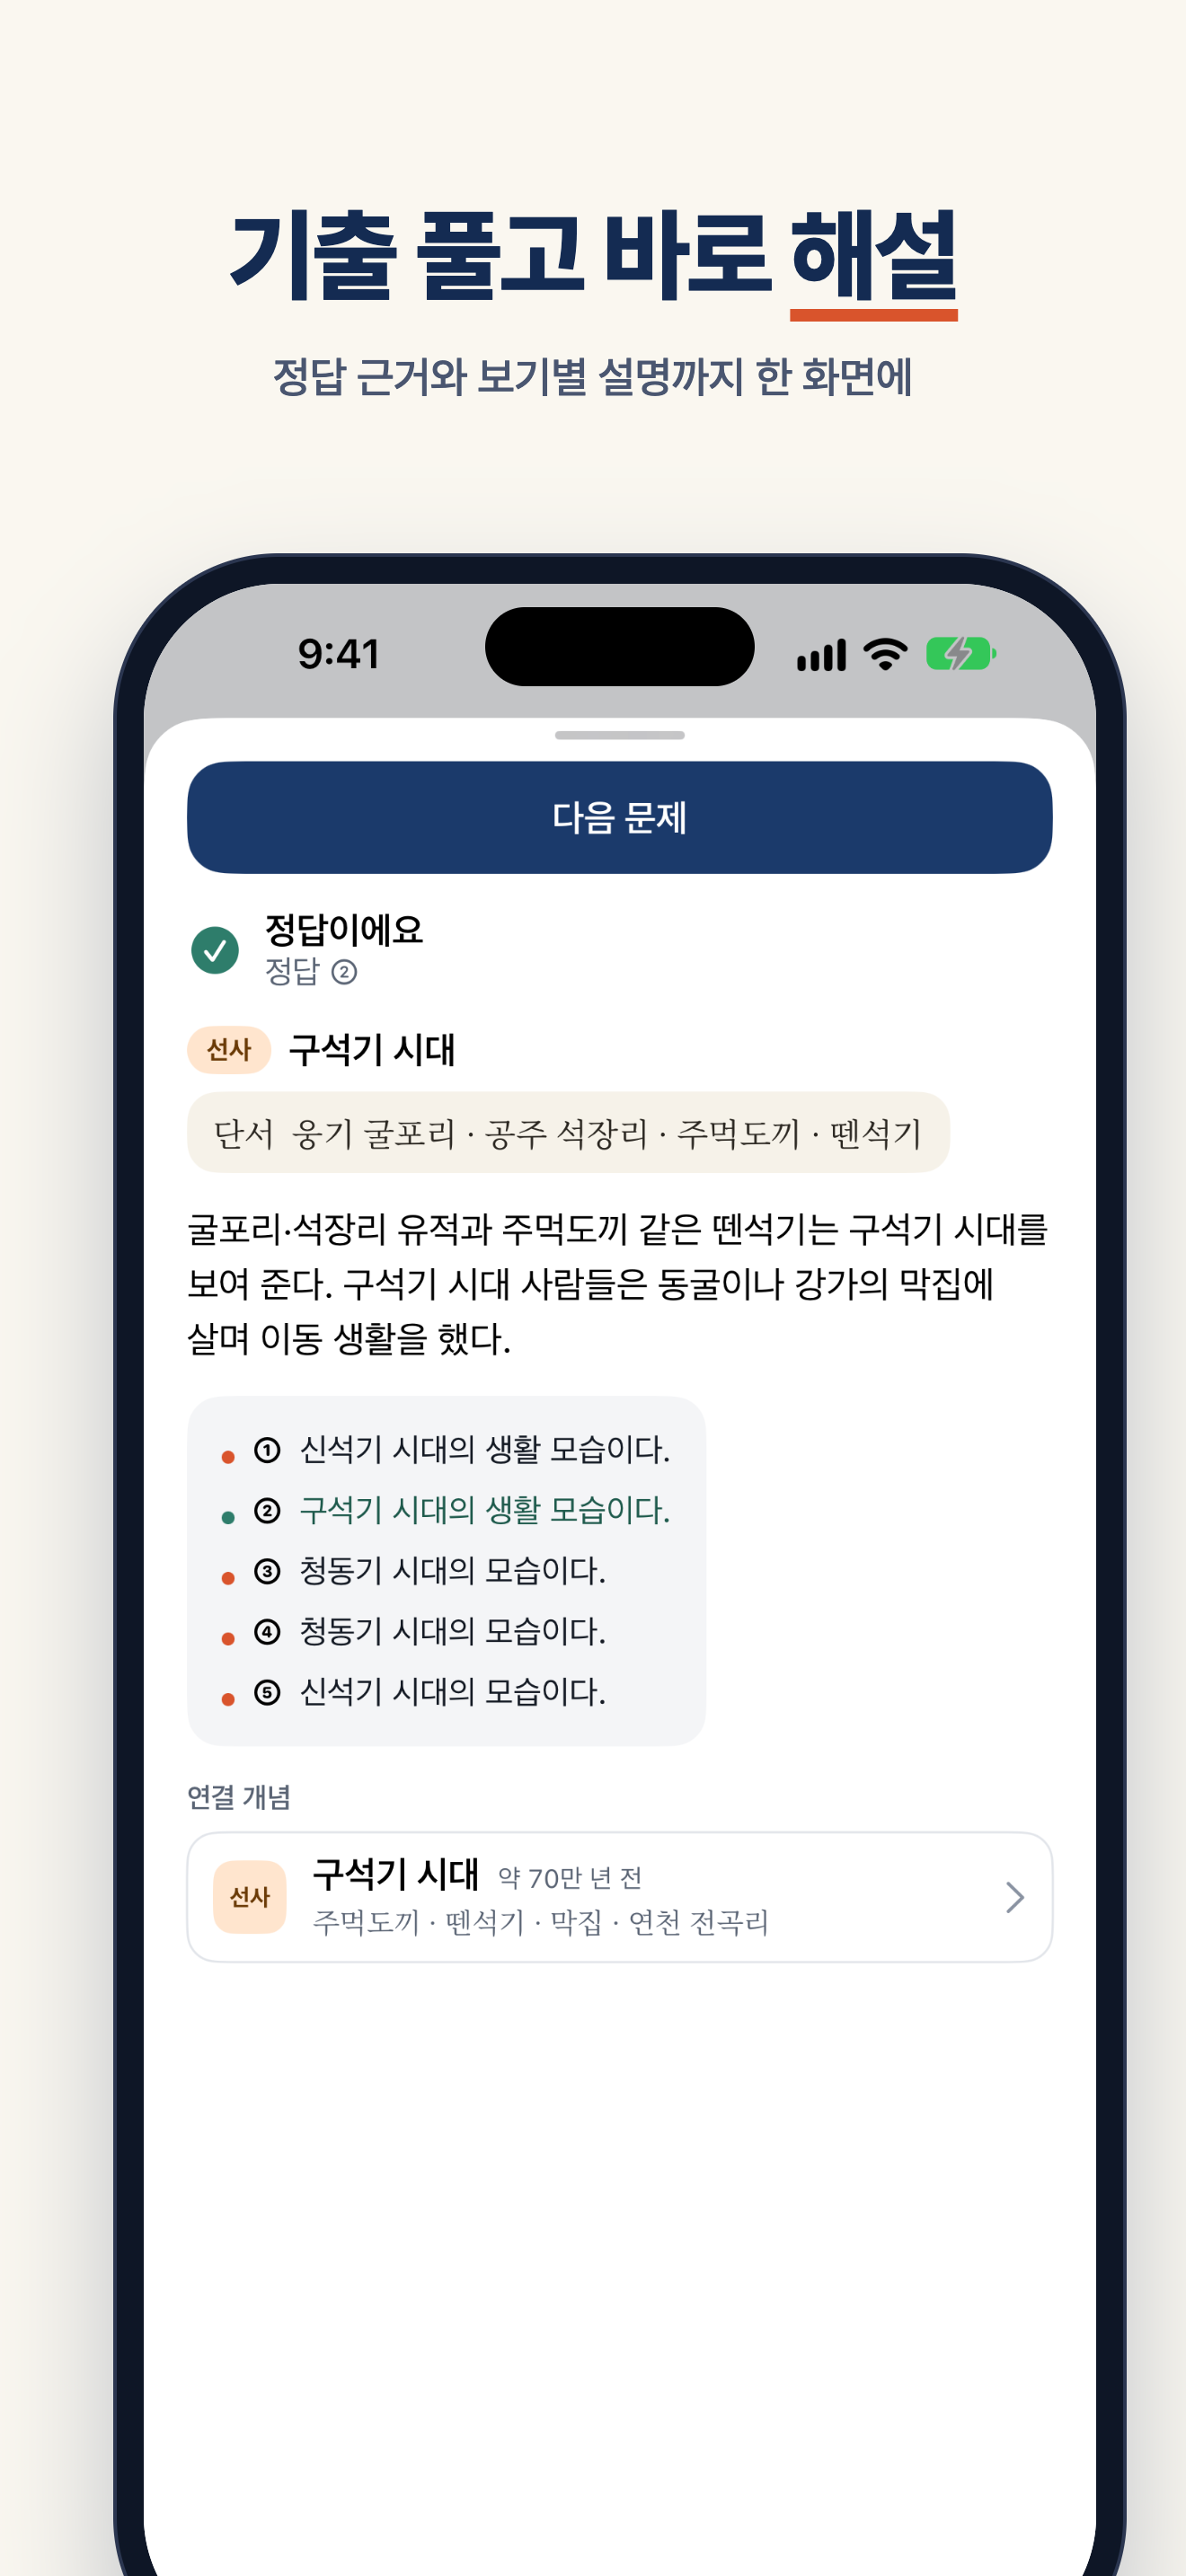 기출 풀고 바로 해설
정답 근거와 보기별 설명까지 한 화면에
9:41
다음 문제
정답이에요
정답 ②
선사 구석기 시대
단서 웅기 굴포리 · 공주 석장리 · 주먹도끼 · 뗀석기
굴포리·석장리 유적과 주먹도끼 같은 뗀석기는 구석기 시대를
보여 준다. 구석기 시대 사람들은 동굴이나 강가의 막집에
살며 이동 생활을 했다.
① 신석기 시대의 생활 모습이다.
② 구석기 시대의 생활 모습이다.
③ 청동기 시대의 모습이다.
④ 청동기 시대의 모습이다.
⑤ 신석기 시대의 모습이다.
연결 개념
선사 구석기 시대 약 70만 년 전
주먹도끼 · 뗀석기 · 막집 · 연천 전곡리